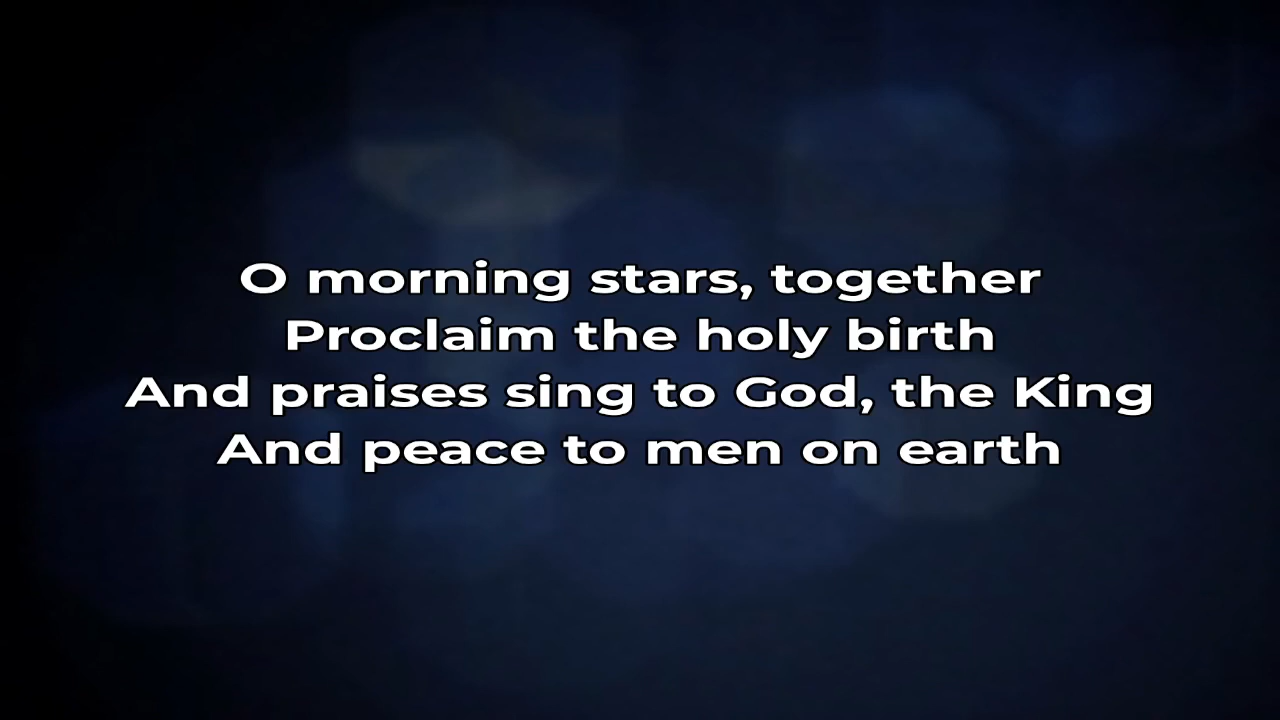 O morning stars, together
Proclaim the holy birth
And praises sing to God, the King
And peace to men on earth